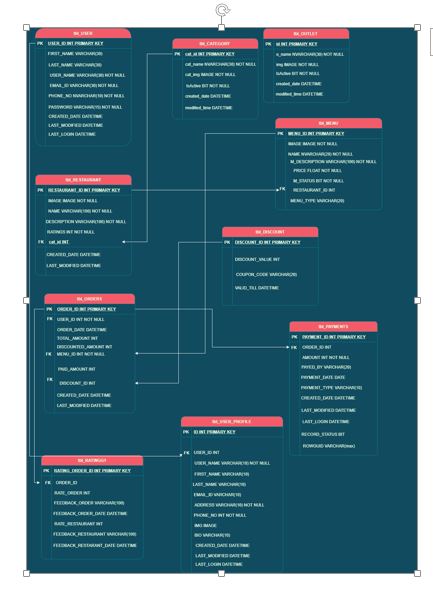 tbl_USER
PK USER_ID INT PRIMARY KEY
FIRST_NAME VARCHAR(30)
LAST_NAME VARCHAR(30)
USER_NAME VARCHAR(30) NOT NULL
EMAIL_ID VARCHAR(30) NOT NULL
PHONE_NO NVARCHAR(10) NOT NULL
PASSWORD VARCHAR(15) NOT NULL
CREATED_DATE DATETIME
LAST_MODIFIED DATETIME
LAST_LOGIN DATETIME
tbl_CATEGORY
PK cat_id INT PRIMARY KEY
cat_name NVARCHAR(30) NOT NULL
cat_img IMAGE NOT NULL
IsActive BIT NOT NULL
created_date DATETIME
modified_time DATETIME
tbl_OUTLET
PK id INT PRIMARY KEY
o_name NVARCHAR(30) NOT NULL
img IMAGE NOT NULL
IsActive BIT NOT NULL
created_date DATETIME
modified_time DATETIME
tbl_MENU
PK MENU_ID INT PRIMARY KEY
IMAGE IMAGE NOT NULL
NAME NVARCHAR(20) NOT NULL
M_DESCRIPTION VARCHAR(100) NOT NULL
PRICE FLOAT NOT NULL
M_STATUS BIT NOT NULL
FK RESTAURANT_ID INT
MENU_TYPE VARCHAR(20)
tbl_RESTAURANT
PK RESTAURANT_ID INT PRIMARY KEY
IMAGE IMAGE NOT NULL
NAME VARCHAR(100) NOT NULL
DESCRIPTION VARCHAR(100) NOT NULL
RATINGS INT NOT NULL
FK cat_id INT
CREATED_DATE DATETIME
LAST_MODIFIED DATETIME
tbl_DISCOUNT
PK DISCOUNT_ID INT PRIMARY KEY
DISCOUNT_VALUE INT
COUPON_CODE VARCHAR(20)
VALID_TILL DATETIME
tbl_ORDERS
PK ORDER_ID INT PRIMARY KEY
FK USER_ID INT NOT NULL
ORDER_DATE DATETIME
TOTAL_AMOUNT INT
DISCOUNTED_AMOUNT INT
FK MENU_ID INT NOT NULL
PAID_AMOUNT INT
FK DISCOUNT_ID INT
CREATED_DATE DATETIME
LAST_MODIFIED DATETIME
tbl_PAYMENTS
PK PAYMENT_ID INT PRIMARY KEY
FK ORDER_ID INT
AMOUNT INT NOT NULL
PAYED_BY VARCHAR(20)
PAYMENT_DATE DATE
PAYMENT_TYPE VARCHAR(10)
CREATED_DATE DATETIME
LAST_MODIFIED DATETIME
LAST_LOGIN DATETIME
RECORD_STATUS BIT
ROWGUID VARCHAR(max)
tbl_USER_PROFILE
PK ID INT PRIMARY KEY
FK USER_ID INT
USER_NAME VARCHAR(10) NOT NULL
FIRST_NAME VARCHAR(10)
LAST_NAME VARCHAR(10)
EMAIL_ID VARCHAR(10)
ADDRESS VARCHAR(10) NOT NULL
PHONE_NO INT NOT NULL
IMG IMAGE
BIO VARCHAR(10)
CREATED_DATE DATETIME
LAST_MODIFIED DATETIME
LAST_LOGIN DATETIME
PK RATING_ORDER_ID INT PRIMARY KEY
FK ORDER_ID
RATE_ORDER INT
FEEDBACK_ORDER VARCHAR(100)
FEEDBACK_ORDER_DATE DATETIME
RATE_RESTAURANT INT
FEEDBACK_RESTAURANT VARCHAR(100)
FEEDBACK_RESTARANT_DATE DATETIME